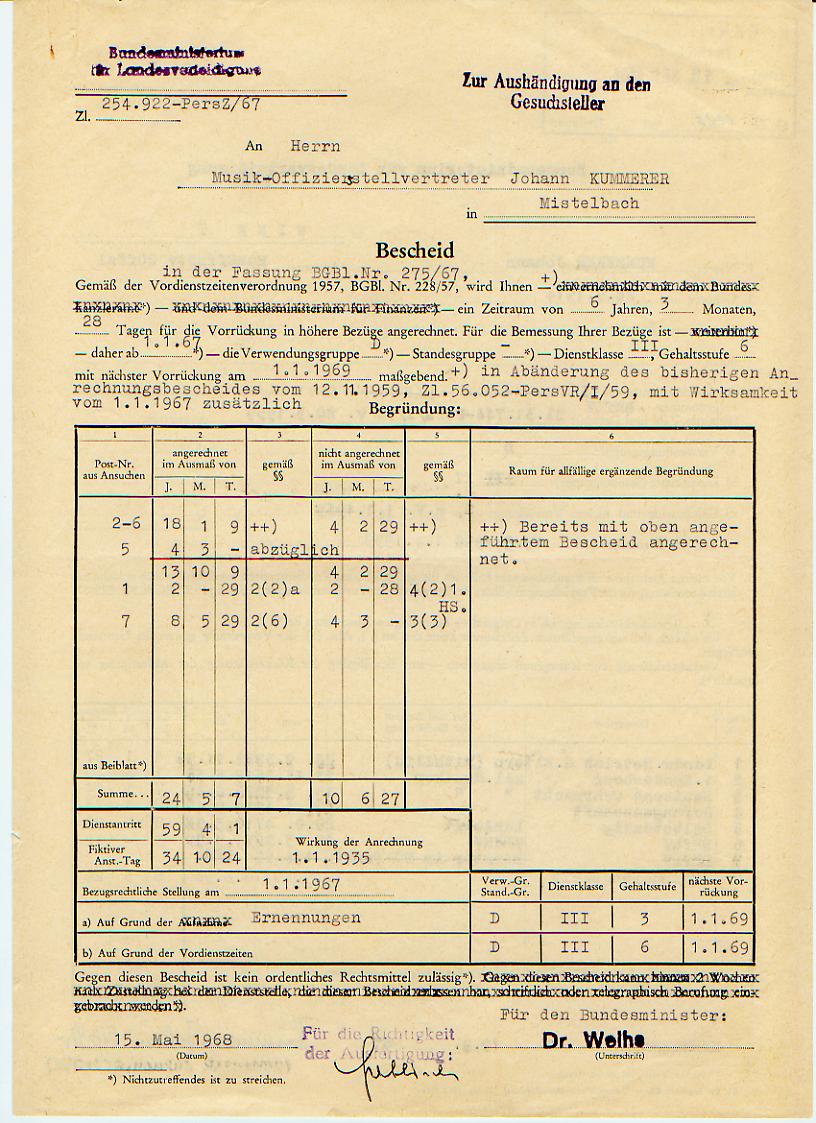 Bundesministerium
für Landesverteidigung
Zur Aushändigung an den
Gesuchsteller
Zl. 254.922-PersZ/67
An Herrn
Musik-Offizierstellvertreter Johann KUMMERER
in Mistelbach
Bescheid
in der Fassung BGBl.Nr. 275/67, +)
Gemäß der Vordienstzeitenverordnung 1957, BGBl. Nr. 228/57, wird Ihnen — einvernehmlich mit dem Bundes-
kanzleramt*) — und dem Bundesministerium für Finanzen*) — ein Zeitraum von 6 Jahren, 3 Monaten,
28 Tagen für die Vorrückung in höhere Bezüge angerechnet. Für die Bemessung Ihrer Bezüge ist — weiterhin*)
— daher ab 1.1.67 *) — die Verwendungsgruppe D *) — Standesgruppe - *) — Dienstklasse III, Gehaltsstufe 6
mit nächster Vorrückung am 1.1.1969 maßgebend. +) in Abänderung des bisherigen An_
rechnungsbescheides vom 12.11.1959, Zl.56.052-PersVR/I/59, mit Wirksamkeit
vom 1.1.1967 zusätzlich
Begründung:
1 2 3 4 5 6
Post-Nr. aus Ansuchen angerechnet im Ausmaß von gemäß §§ nicht angerechnet im Ausmaß von gemäß §§ Raum für allfällige ergänzende Begründung
J. M. T. J. M. T.
2-6 18 1 9 ++) 4 2 29 ++) ++) Bereits mit oben ange-
führtem Bescheid angerech-
net.
5 4 3 - abzüglich
13 10 9 4 2 29
1 2 - 29 2(2)a 2 - 28 4(2)1.
HS.
7 8 5 29 2(6) 4 3 - 3(3)
aus Beiblatt*)
Summe... 24 5 7 10 6 27
Dienstantritt 59 4 1
Fiktiver Anst.-Tag 34 10 24
Wirkung der Anrechnung
1.1.1935
Bezugsrechtliche Stellung am 1.1.1967
Verw.-Gr. Stand.-Gr. Dienstklasse Gehaltsstufe nächste Vor-rückung
a) Auf Grund der Ernennungen D III 3 1.1.69
b) Auf Grund der Vordienstzeiten D III 6 1.1.69
Gegen diesen Bescheid ist kein ordentliches Rechtsmittel zulässig*). Gegen diesen Bescheid kann binnen 2 Wochen
nach Zustellung bei der Dienststelle, die diesen Bescheid erlassen hat, schriftlich oder telegraphisch Berufung ein-
gebracht werden*).
Für den Bundesminister:
15. Mai 1968
(Datum)
Für die Richtigkeit
der Ausfertigung:
Dr. Weihs
(Unterschrift)
*) Nichtzutreffendes ist zu streichen.